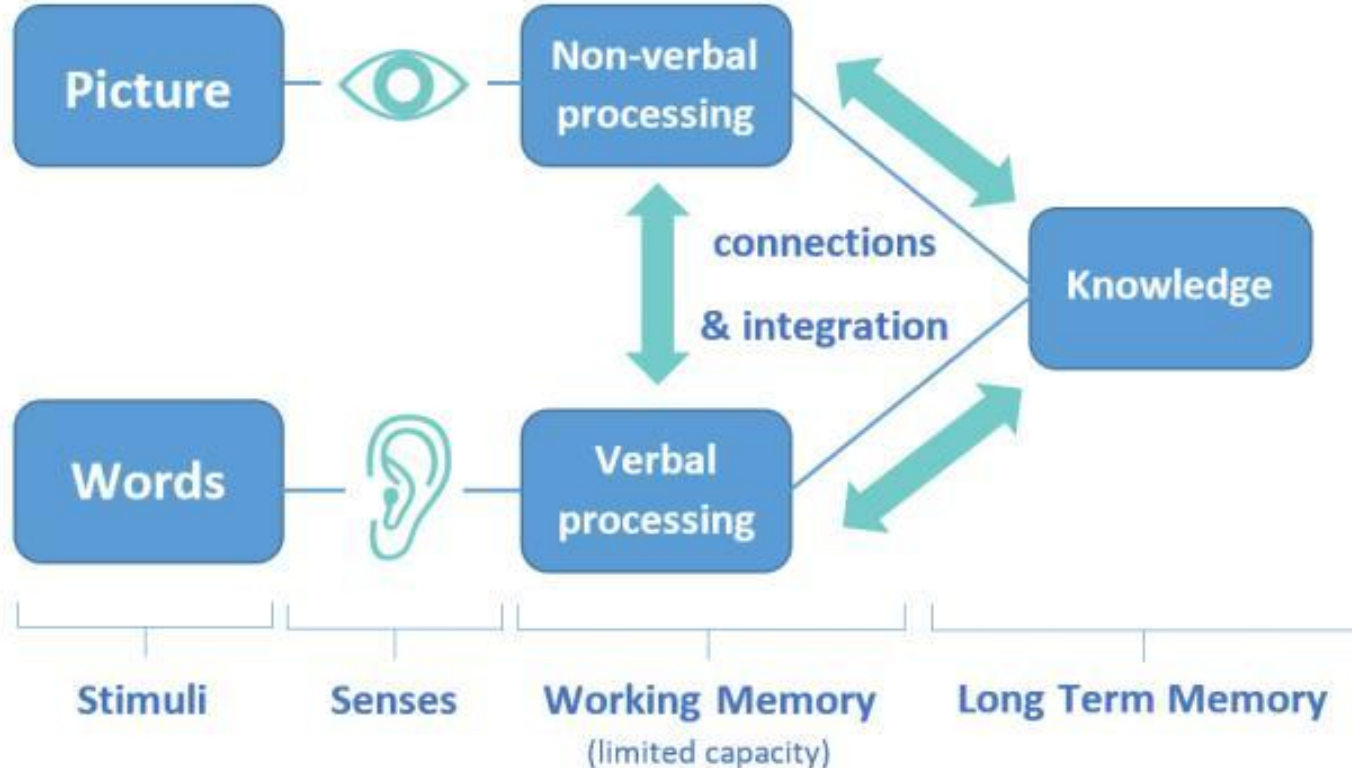 Picture
Non-verbal
processing
connections
& integration
Knowledge
Words
Verbal
processing
Stimuli
Senses
Working Memory
(limited capacity)
Long Term Memory